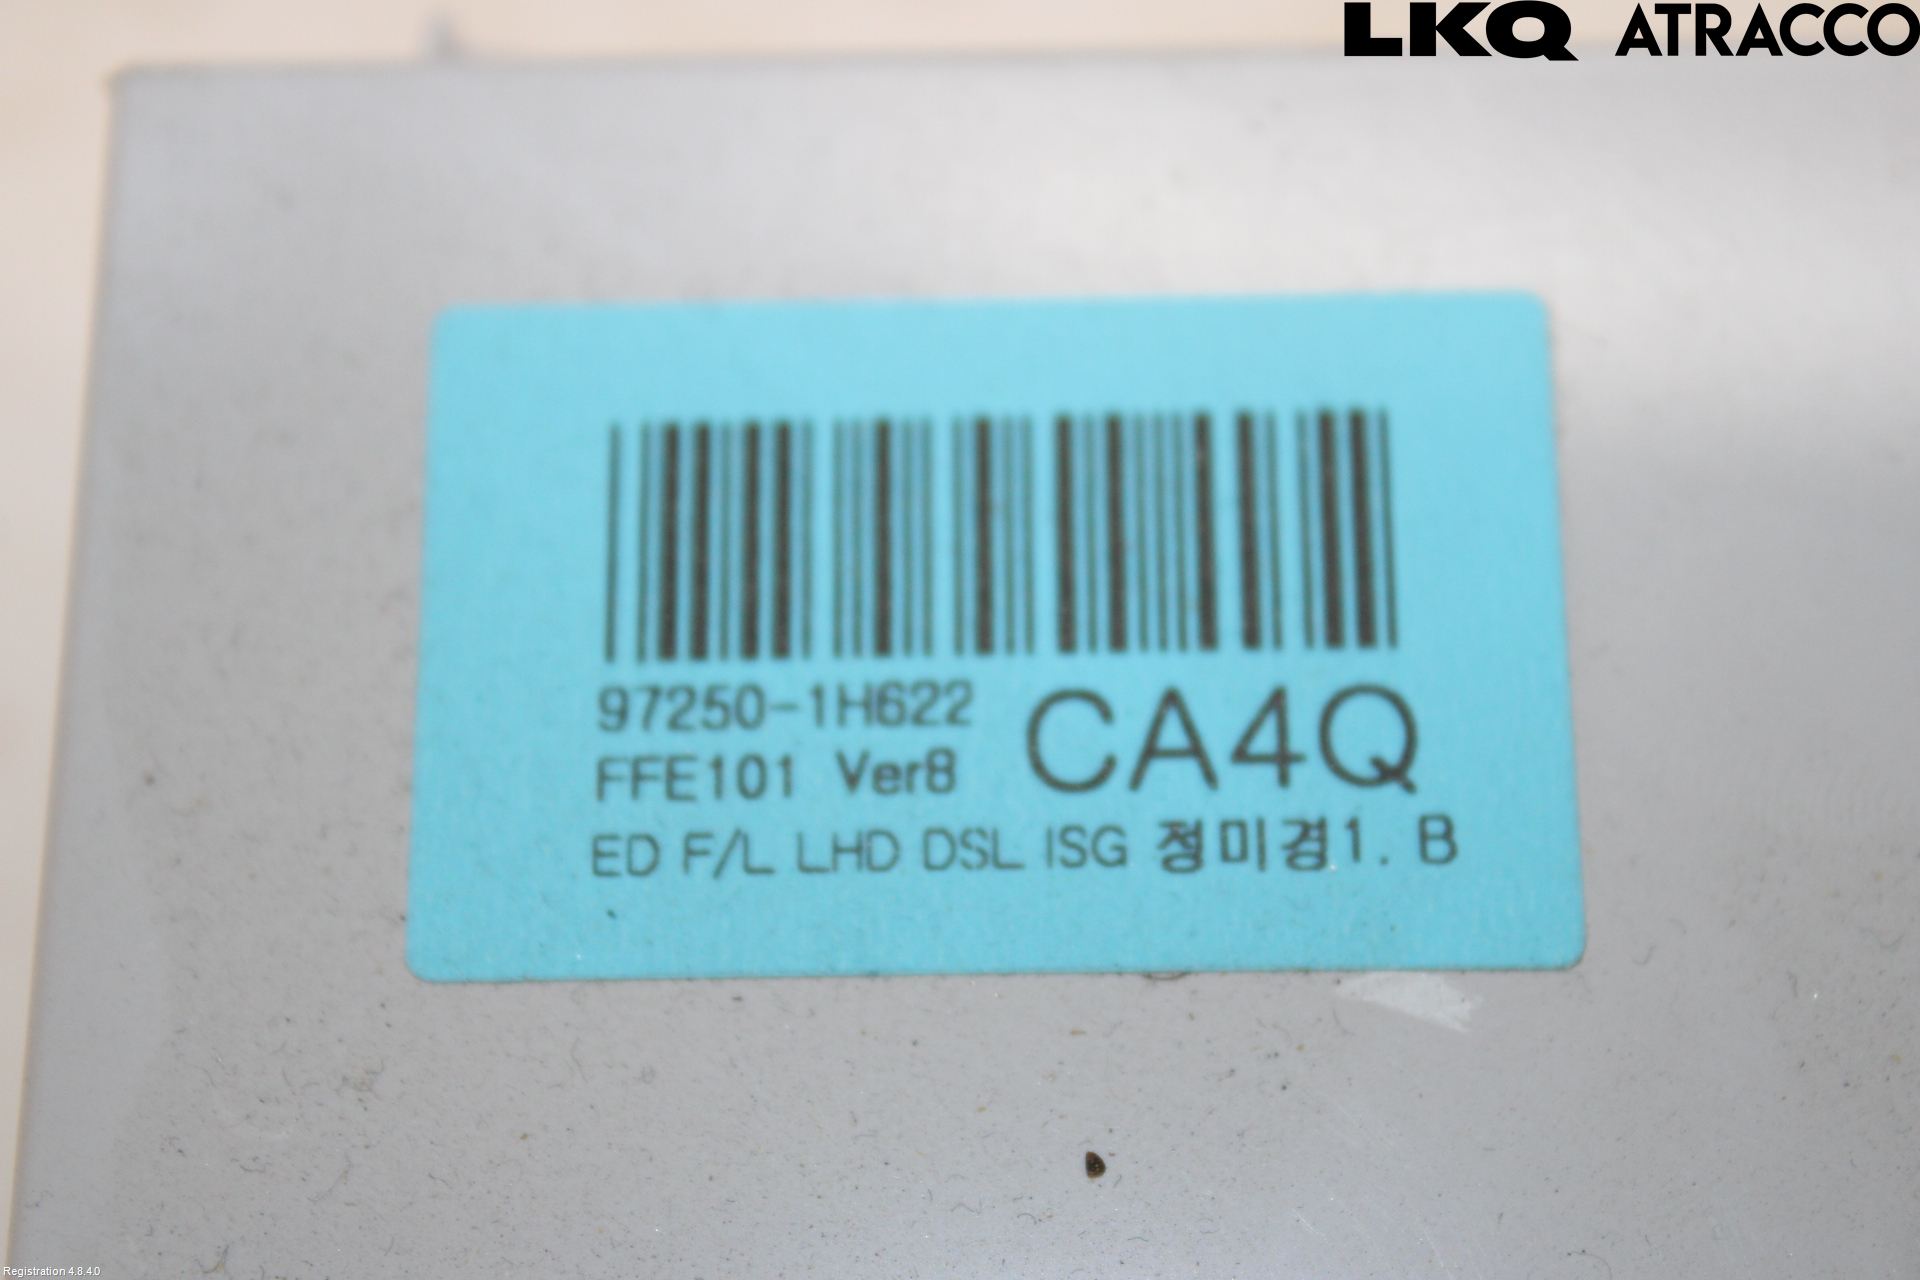 LKQ ATRACCO
97250-1H622
FFE101 Ver8
CA4Q
ED F/L LHD DSL ISG 정미경1. B
Registration 4.8.4.0